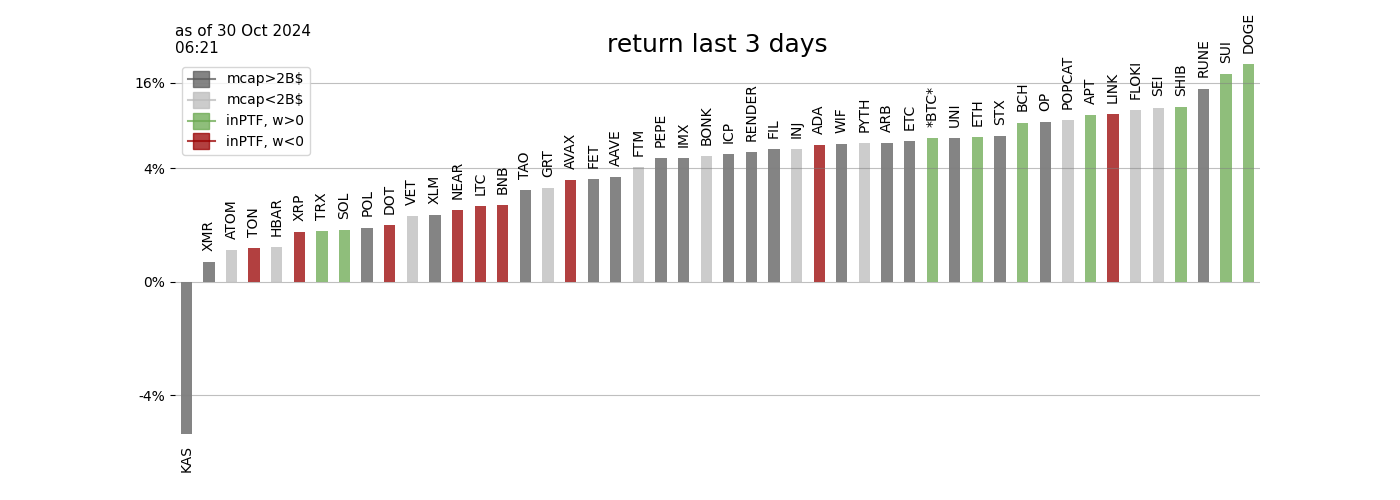 as of 30 Oct 2024
06:21
return last 3 days
mcap>2B$
mcap<2B$
inPTF, w>0
inPTF, w<0
16%
4%
0%
-4%
KAS
XMR
ATOM
TON
HBAR
XRP
TRX
SOL
POL
DOT
VET
XLM
NEAR
LTC
BNB
TAO
GRT
AVAX
FET
AAVE
FTM
PEPE
IMX
BONK
ICP
RENDER
FIL
INJ
ADA
WIF
PYTH
ARB
ETC
*BTC*
UNI
ETH
STX
BCH
OP
POPCAT
APT
LINK
FLOKI
SEI
SHIB
RUNE
SUI
DOGE